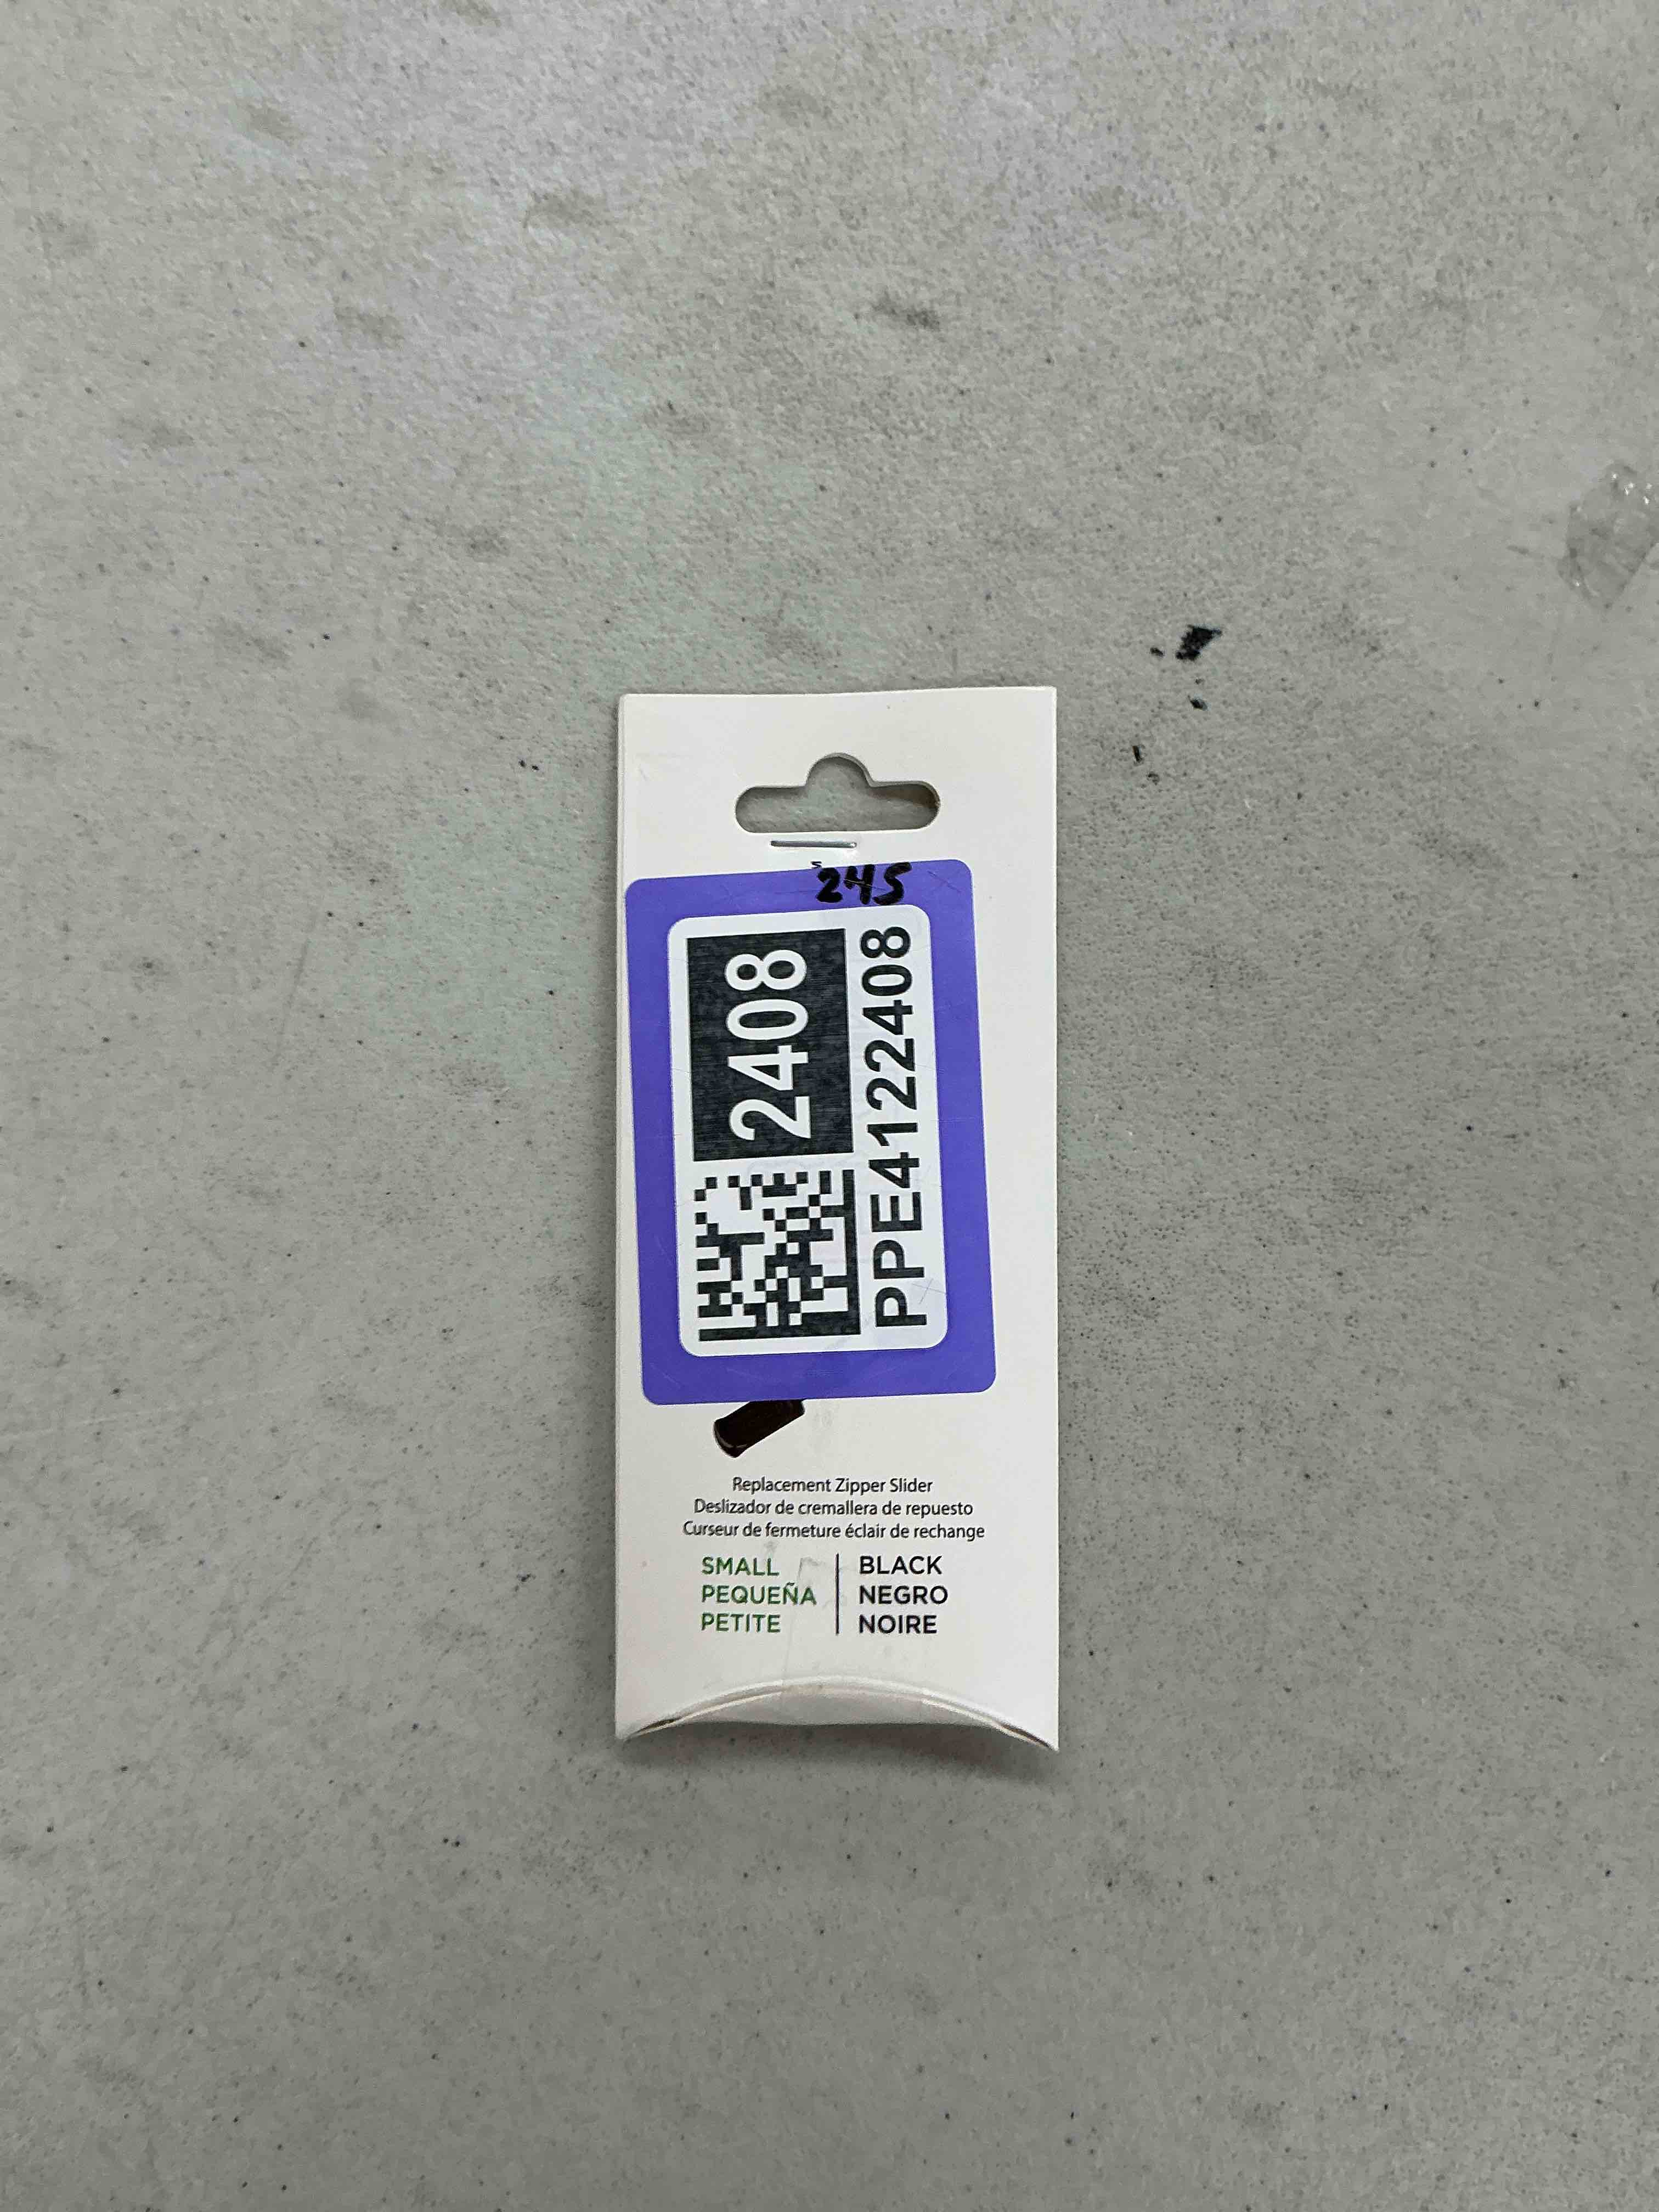 245
2408
PPE4122408
Replacement Zipper Slider
Deslizador de cremallera de repuesto
Curseur de fermeture éclair de rechange
SMALL
PEQUEÑA
PETITE
BLACK
NEGRO
NOIRE